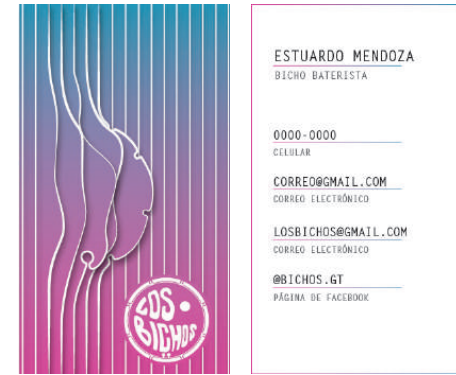 LOS
BICHOS
ESTUARDO MENDOZA
BICHO BATERISTA
0000-0000
CELULAR
CORREO@GMAIL.COM
CORREO ELECTRÓNICO
LOSBICHOS@GMAIL.COM
CORREO ELECTRÓNICO
@BICHOS.GT
PÁGINA DE FACEBOOK